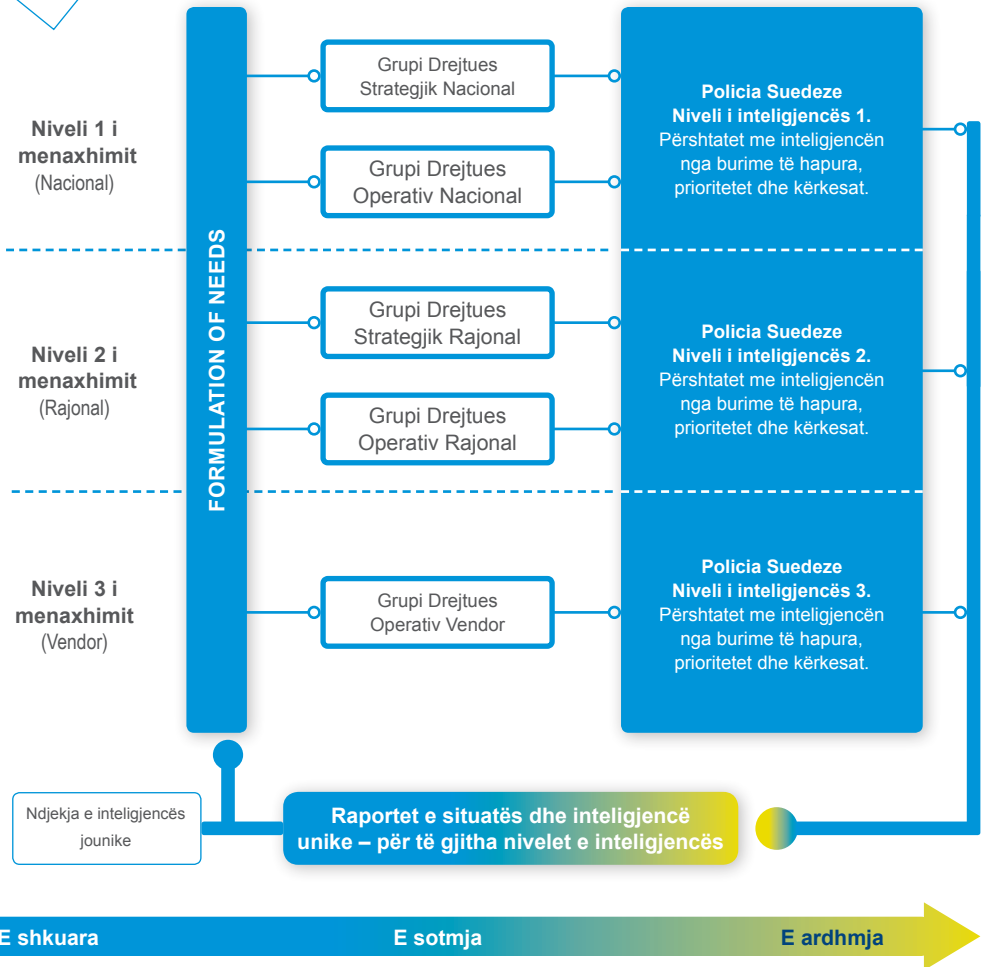 Niveli 1 i
menaxhimit
(Nacional)
Niveli 2 i
menaxhimit
(Rajonal)
Niveli 3 i
menaxhimit
(Vendor)
FORMULATION OF NEEDS
Grupi Drejtues
Strategjik Nacional
Grupi Drejtues
Operativ Nacional
Grupi Drejtues
Strategjik Rajonal
Grupi Drejtues
Operativ Rajonal
Grupi Drejtues
Operativ Vendor
Policia Suedeze
Niveli i inteligjencës 1.
Përshtatet me inteligjencën
nga burime të hapura,
prioritetet dhe kërkesat.
Policia Suedeze
Niveli i inteligjencës 2.
Përshtatet me inteligjencën
nga burime të hapura,
prioritetet dhe kërkesat.
Policia Suedeze
Niveli i inteligjencës 3.
Përshtatet me inteligjencën
nga burime të hapura,
prioritetet dhe kërkesat.
Ndjekja e inteligjencës
jounike
Raportet e situatës dhe inteligjencë
unike – për të gjitha nivelet e inteligjencës
E shkuara
E sotmja
E ardhmja